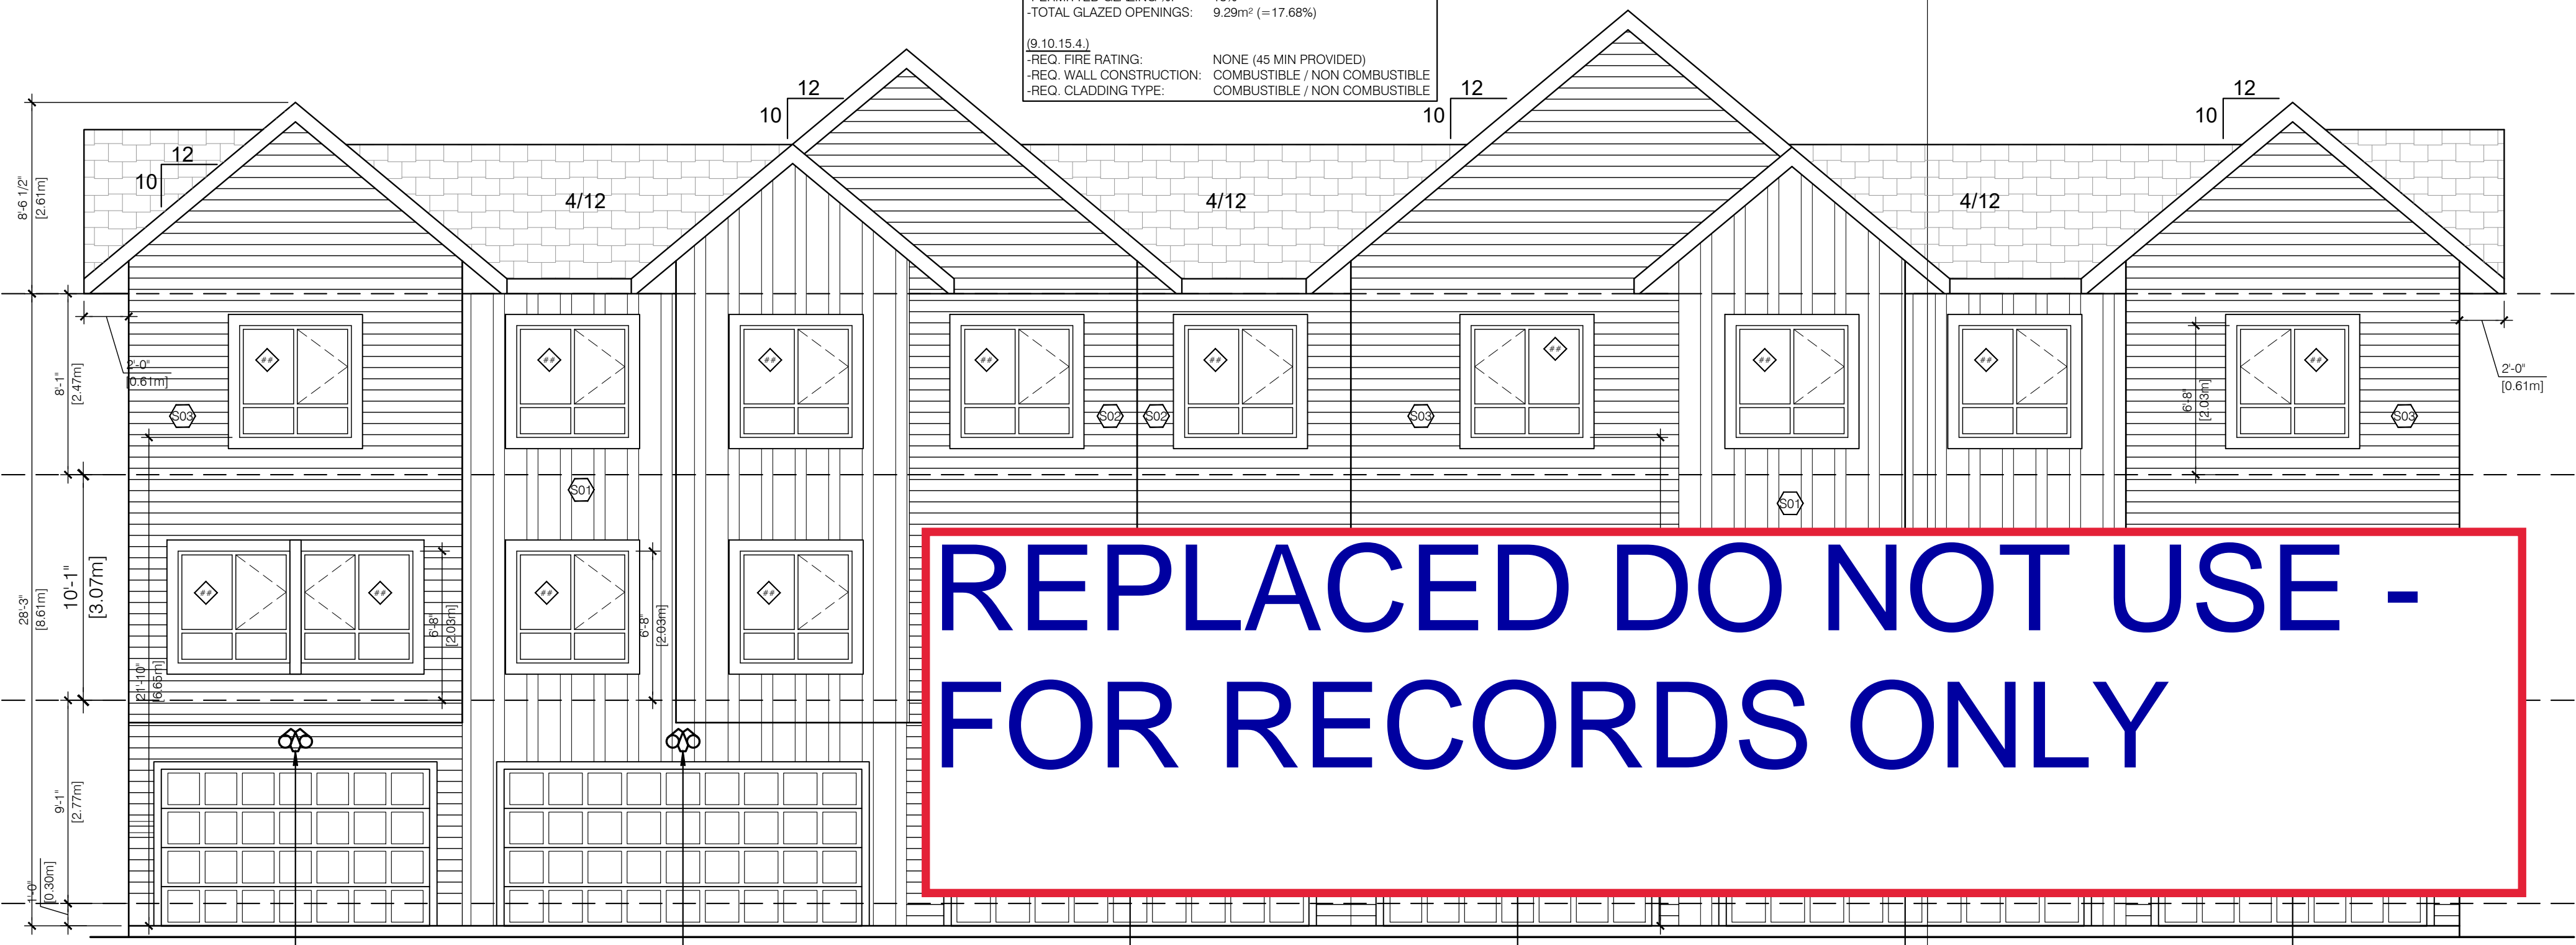 -TOTAL GLAZED OPENINGS: 9.29m² (=17.68%)
(9.10.15.4.)
-REQ. FIRE RATING: NONE (45 MIN PROVIDED)
-REQ. WALL CONSTRUCTION: COMBUSTIBLE / NON COMBUSTIBLE
-REQ. CLADDING TYPE: COMBUSTIBLE / NON COMBUSTIBLE
12
10
12
10
12
10
12
10
8'-6 1/2"
[2.61m]
4/12
4/12
4/12
8'-1"
[2.47m]
2'-0"
[0.61m]
##
##
##
##
##
##
##
##
##
2'-0"
[0.61m]
6'-8"
[2.03m]
S03
S02
S02
S03
S03
S01
S01
28'-3"
[8.61m]
10'-1"
[3.07m]
##
##
##
##
6'-8"
[2.03m]
6'-8"
[2.03m]
21'-10"
[6.65m]
REPLACED DO NOT USE -
FOR RECORDS ONLY
9'-1"
[2.77m]
1'-0"
[0.30m]